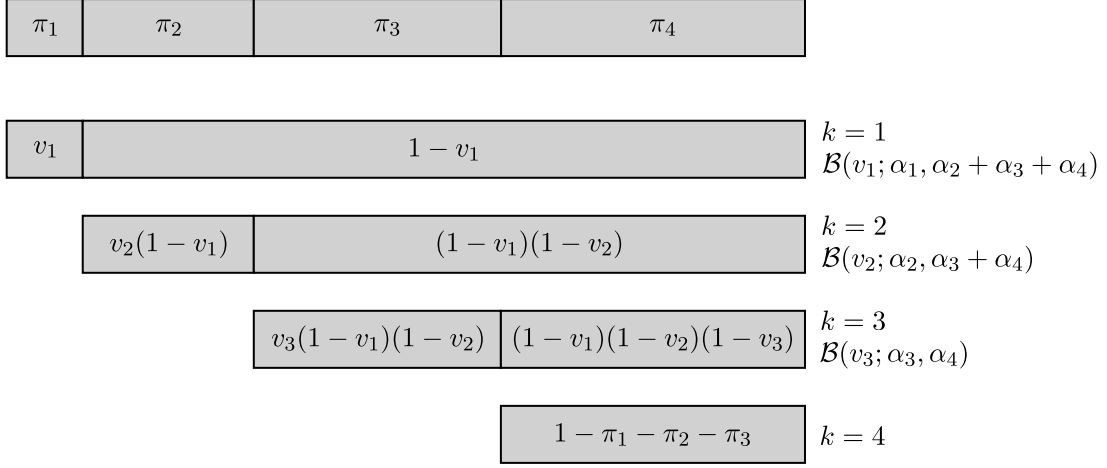 π₁ π₂ π₃ π₄
v₁ 1 − v₁ k = 1
𝓑(v₁; α₁, α₂ + α₃ + α₄)
v₂(1 − v₁) (1 − v₁)(1 − v₂) k = 2
𝓑(v₂; α₂, α₃ + α₄)
v₃(1 − v₁)(1 − v₂) (1 − v₁)(1 − v₂)(1 − v₃) k = 3
𝓑(v₃; α₃, α₄)
1 − π₁ − π₂ − π₃ k = 4